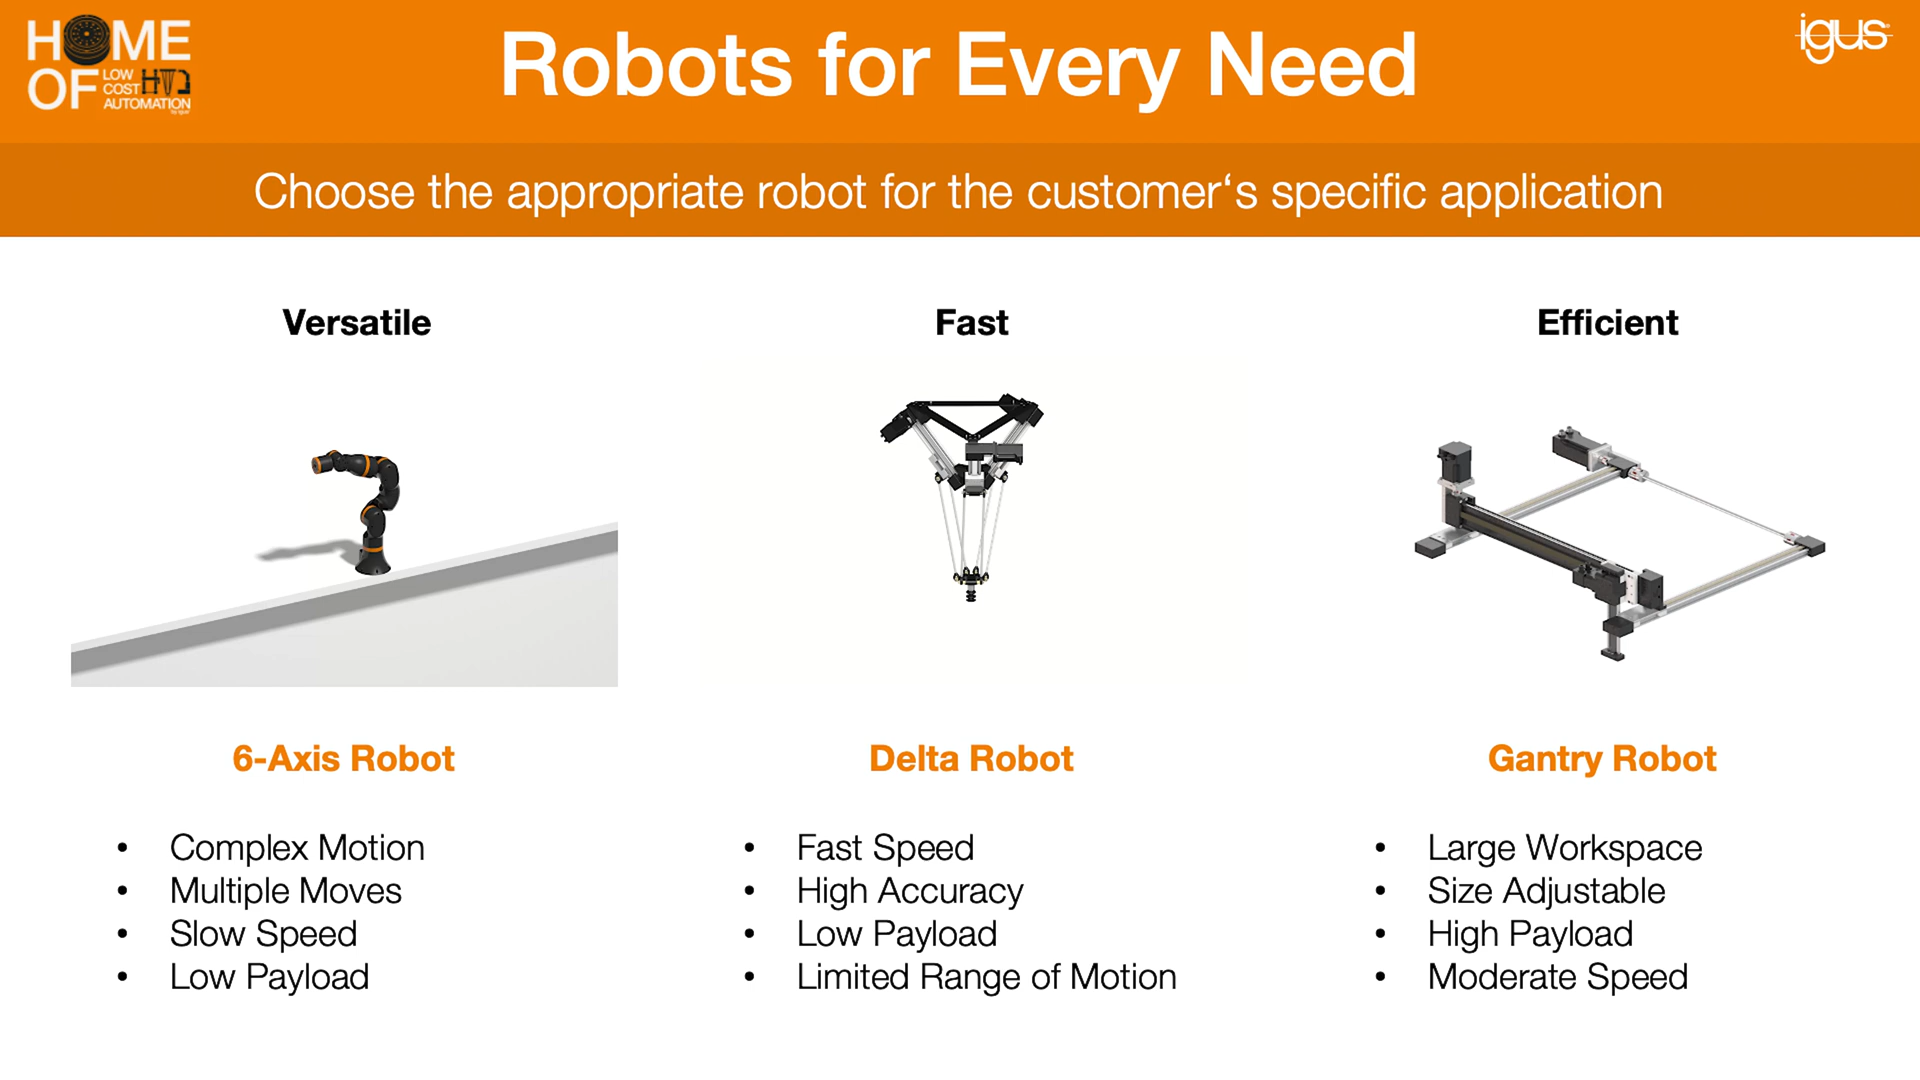 HOME
OF LOW COST AUTOMATION
igus
Robots for Every Need
Choose the appropriate robot for the customer‘s specific application
Versatile
6-Axis Robot
• Complex Motion
• Multiple Moves
• Slow Speed
• Low Payload
Fast
Delta Robot
• Fast Speed
• High Accuracy
• Low Payload
• Limited Range of Motion
Efficient
Gantry Robot
• Large Workspace
• Size Adjustable
• High Payload
• Moderate Speed